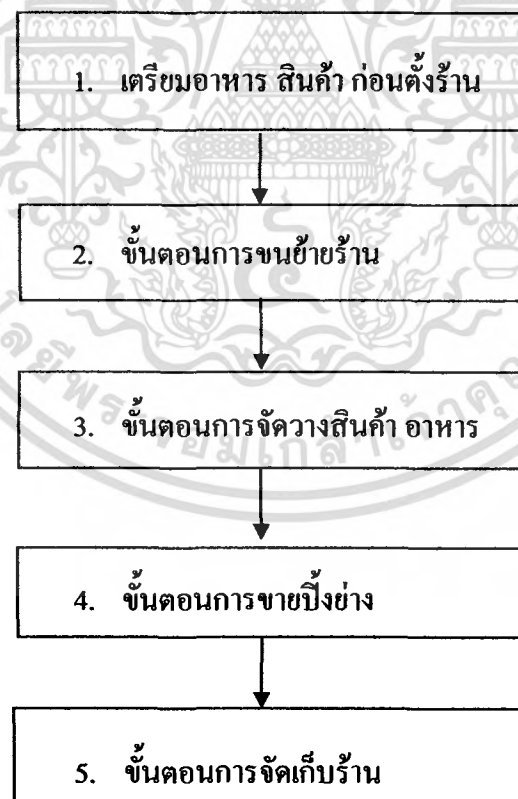 1. เตรียมอาหาร สินค้า ก่อนตั้งร้าน
2. ขั้นตอนการขนย้ายร้าน
3. ขั้นตอนการจัดวางสินค้า อาหาร
4. ขั้นตอนการขายปิ้งย่าง
5. ขั้นตอนการจัดเก็บร้าน